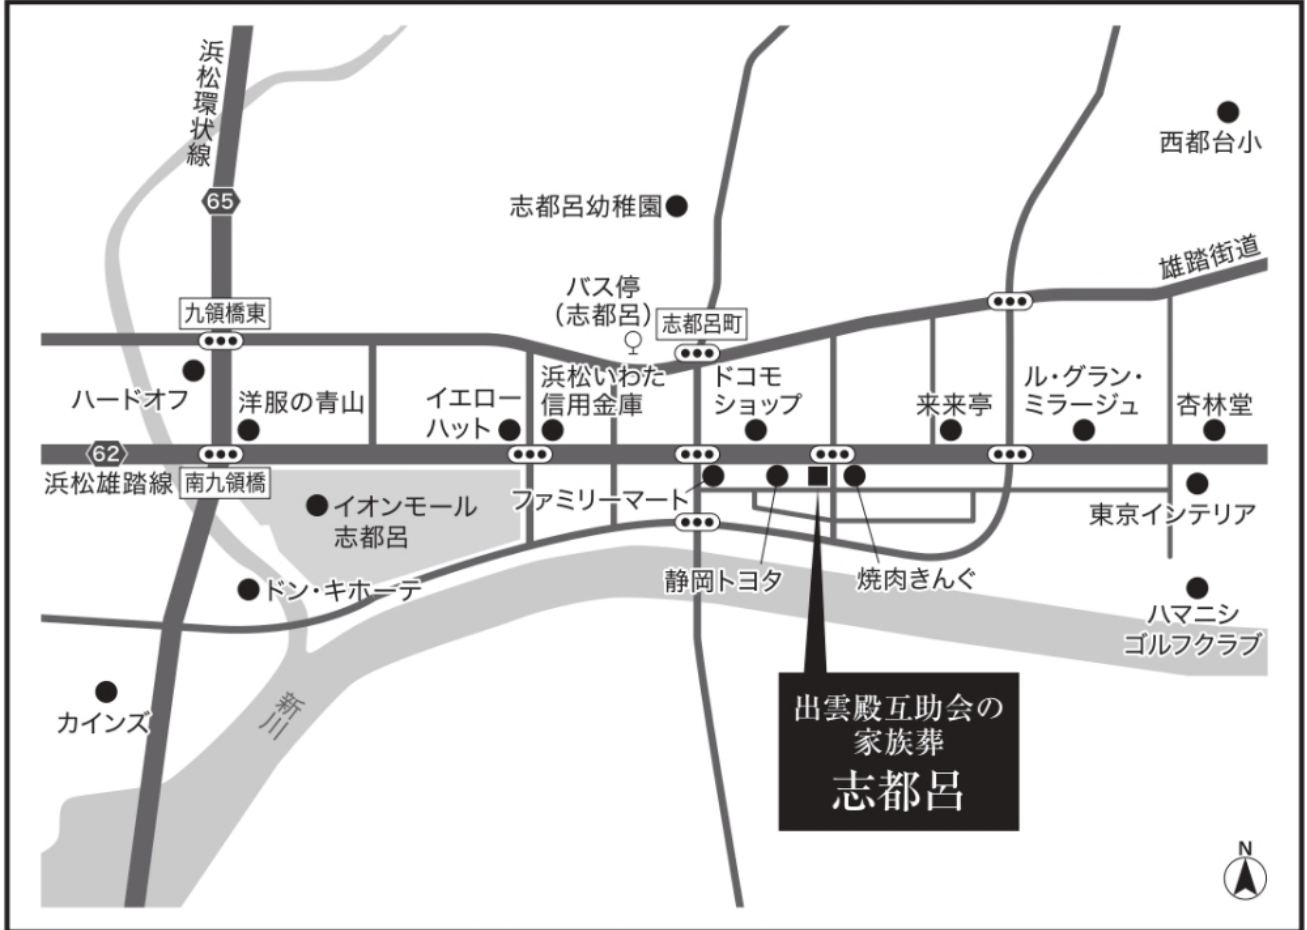 浜松環状線
65
西都台小
志都呂幼稚園
雄踏街道
バス停
(志都呂)
九領橋東
志都呂町
ハードオフ
洋服の青山
イエロー
ハット
浜松いわた
信用金庫
ドコモ
ショップ
来来亭
ル・グラン・
ミラージュ
杏林堂
62
浜松雄踏線
南九領橋
イオンモール
志都呂
ファミリーマート
東京インテリア
ドン・キホーテ
静岡トヨタ
焼肉きんぐ
ハマニシ
ゴルフクラブ
カインズ
新川
出雲殿互助会の
家族葬
志都呂
N